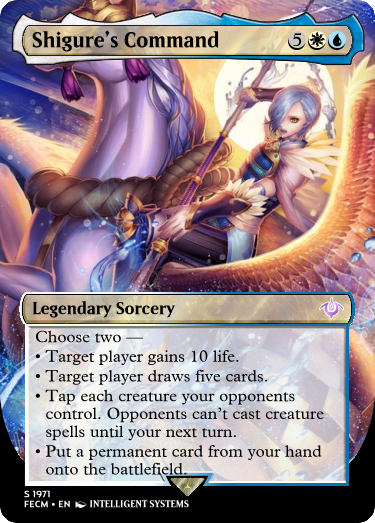 Shigure's Command 5
Legendary Sorcery
Choose two —
• Target player gains 10 life.
• Target player draws five cards.
• Tap each creature your opponents
control. Opponents can't cast creature
spells until your next turn.
• Put a permanent card from your hand
onto the battlefield.
S 1971
FECM • EN INTELLIGENT SYSTEMS